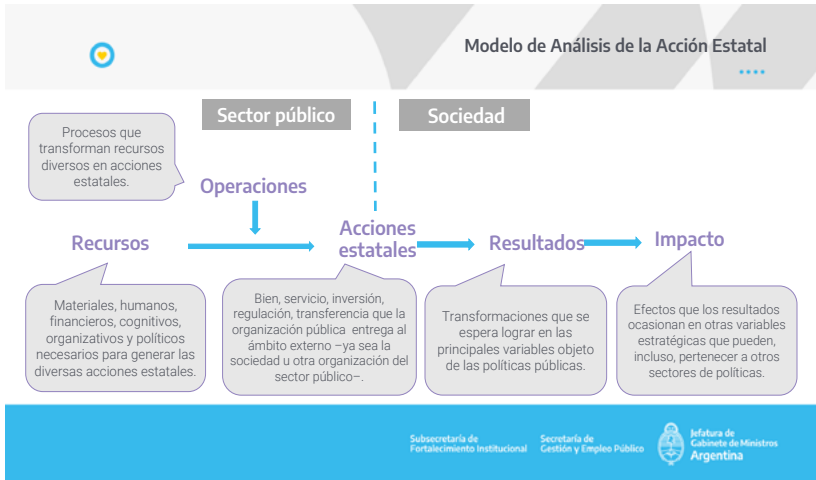 Modelo de Análisis de la Acción Estatal
Sector público
Sociedad
Procesos que
transforman recursos
diversos en acciones
estatales.
Operaciones
Recursos
Acciones
estatales
Resultados
Impacto
Materiales, humanos,
financieros, cognitivos,
organizativos y políticos
necesarios para generar las
diversas acciones estatales.
Bien, servicio, inversión,
regulación, transferencia que la
organización pública entrega al
ámbito externo –ya sea la
sociedad u otra organización del
sector público–.
Transformaciones que se
espera lograr en las
principales variables objeto
de las políticas públicas.
Efectos que los resultados
ocasionan en otras variables
estratégicas que pueden,
incluso, pertenecer a otros
sectores de políticas.
Subsecretaría de
Fortalecimiento Institucional
Secretaría de
Gestión y Empleo Público
Jefatura de
Gabinete de Ministros
Argentina